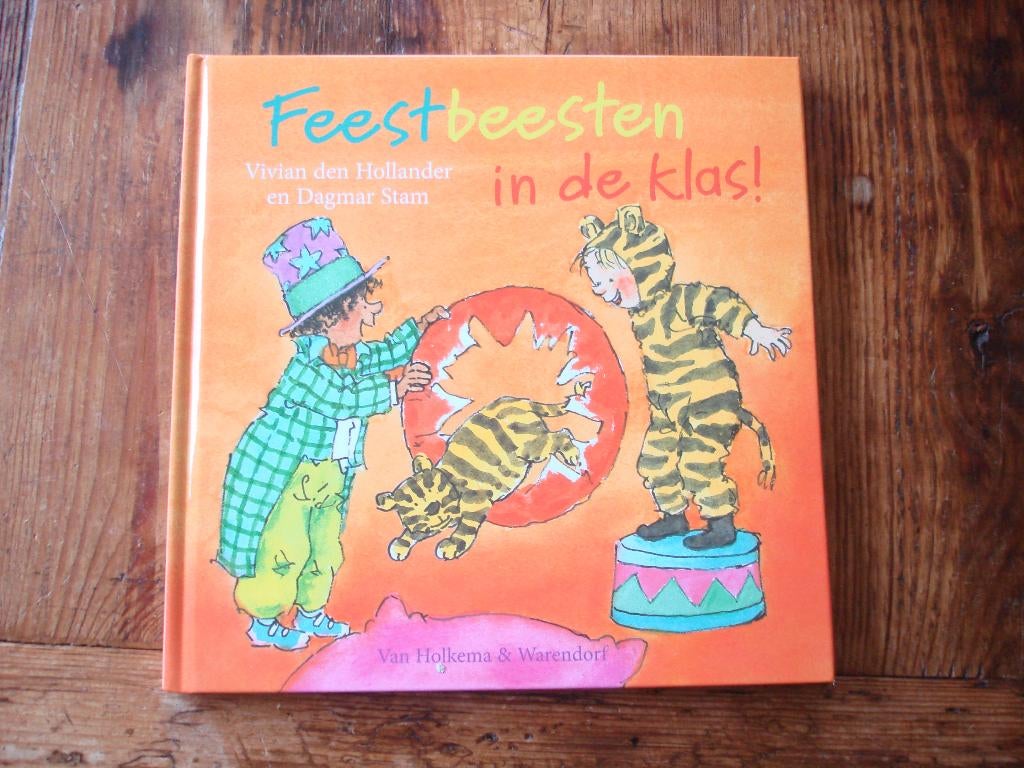 Feestbeesten
in de klas!
Vivian den Hollander
en Dagmar Stam
Van Holkema & Warendorf